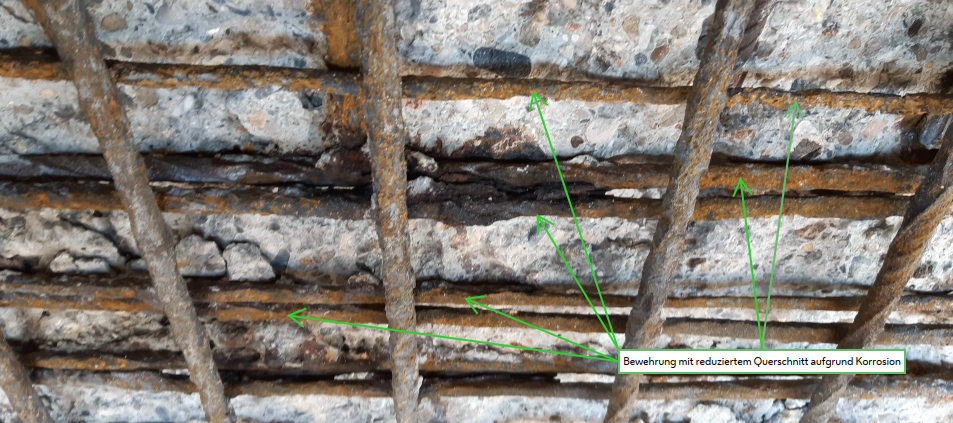 Bewehrung mit reduziertem Querschnitt aufgrund Korrosion